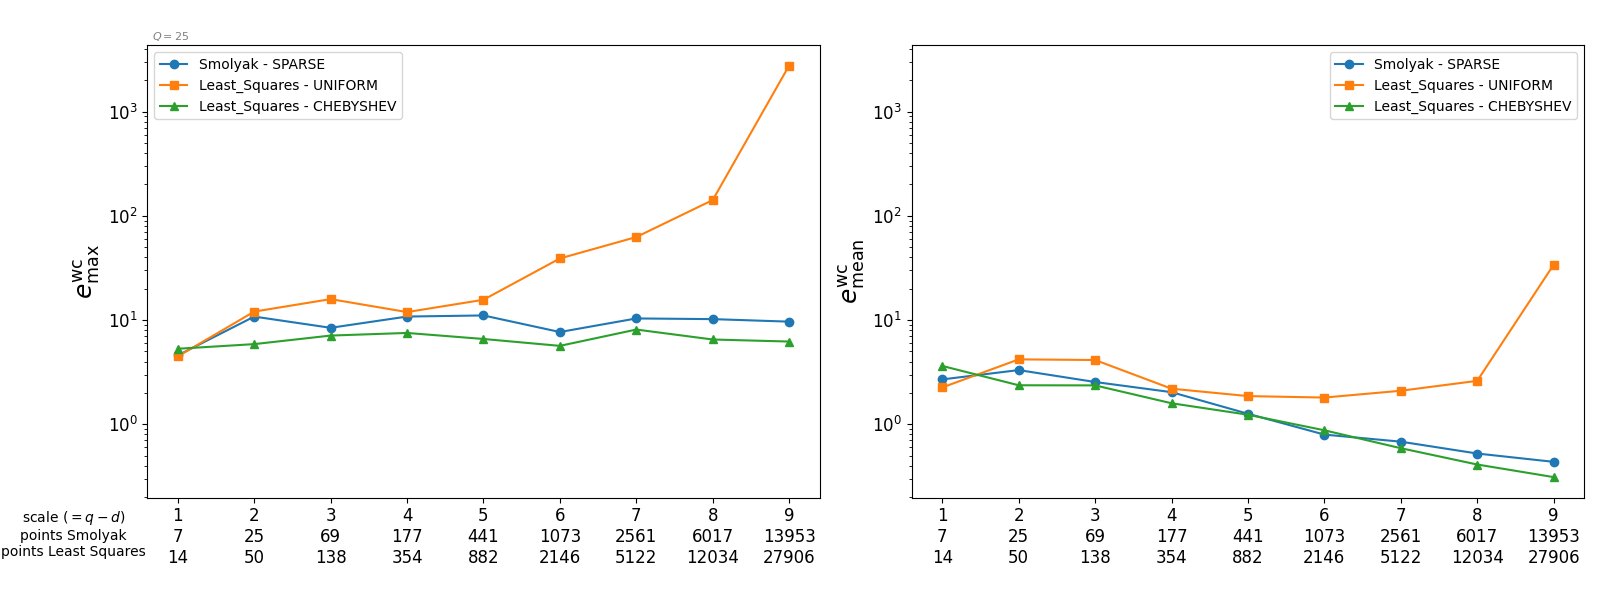 Q = 25
Smolyak - SPARSE
Least_Squares - UNIFORM
Least_Squares - CHEBYSHEV
10³
10²
10¹
10⁰
e^wc_max
scale (= q − d)
1 2 3 4 5 6 7 8 9
points Smolyak
7 25 69 177 441 1073 2561 6017 13953
points Least Squares
14 50 138 354 882 2146 5122 12034 27906
Smolyak - SPARSE
Least_Squares - UNIFORM
Least_Squares - CHEBYSHEV
10³
10²
10¹
10⁰
e^wc_mean
1 2 3 4 5 6 7 8 9
7 25 69 177 441 1073 2561 6017 13953
14 50 138 354 882 2146 5122 12034 27906